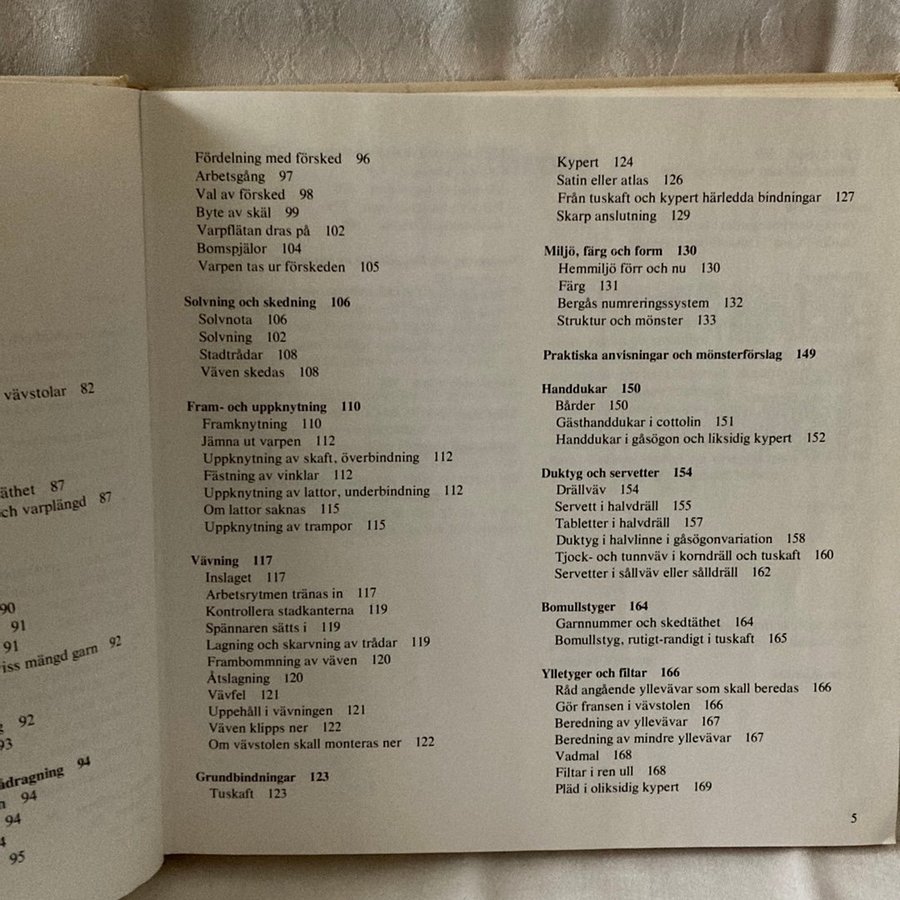 vävstolar 82
87
varplängd 87
90
91
91
mängd garn 92
92
93
94
94
94
95
Fördelning med försked 96
Arbetsgång 97
Val av försked 98
Byte av skäl 99
Varpflätan dras på 102
Bomspjälor 104
Varpen tas ur förskeden 105
Solvning och skedning 106
Solvnota 106
Solvning 102
Stadtrådar 108
Väven skedas 108
Fram- och uppknytning 110
Framknytning 110
Jämna ut varpen 112
Uppknytning av skaft, överbindning 112
Fästning av vinklar 112
Uppknytning av lattor, underbindning 112
Om lattor saknas 115
Uppknytning av trampor 115
Vävning 117
Inslaget 117
Arbetsrytmen tränas in 117
Kontrollera stadkanterna 119
Spännaren sätts i 119
Lagning och skarvning av trådar 119
Frambommning av väven 120
Åtslagning 120
Vävfel 121
Uppehåll i vävningen 121
Väven klipps ner 122
Om vävstolen skall monteras ner 122
Grundbindningar 123
Tuskaft 123
Kypert 124
Satin eller atlas 126
Från tuskaft och kypert härledda bindningar 127
Skarp anslutning 129
Miljö, färg och form 130
Hemmiljö förr och nu 130
Färg 131
Bergås numreringssystem 132
Struktur och mönster 133
Praktiska anvisningar och mönsterförslag 149
Handdukar 150
Bårder 150
Gästhanddukar i cottolin 151
Handdukar i gåsögon och liksidig kypert 152
Duktyg och servetter 154
Drällväv 154
Servett i halvdräll 155
Tabletter i halvdräll 157
Duktyg i halvlinne i gåsögonvariation 158
Tjock- och tunnväv i korndräll och tuskaft 160
Servetter i sållväv eller sålldräll 162
Bomullstyger 164
Garnnummer och skedtäthet 164
Bomullstyg, rutigt-randigt i tuskaft 165
Ylletyger och filtar 166
Råd angående yllevävar som skall beredas 166
Gör fransen i vävstolen 166
Beredning av yllevävar 167
Beredning av mindre yllevävar 167
Vadmal 168
Filtar i ren ull 168
Pläd i oliksidig kypert 169
5